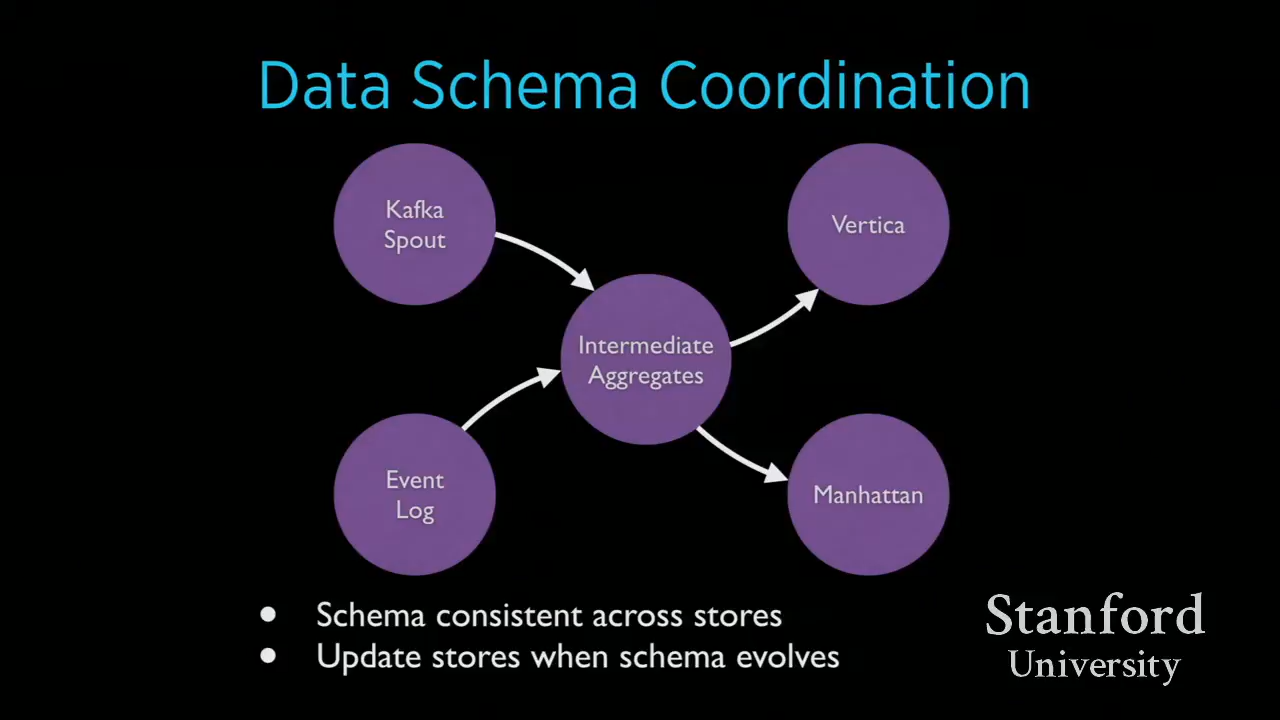 Data Schema Coordination
Kafka
Spout
Vertica
Intermediate
Aggregates
Event
Log
Manhattan
• Schema consistent across stores
• Update stores when schema evolves
Stanford
University